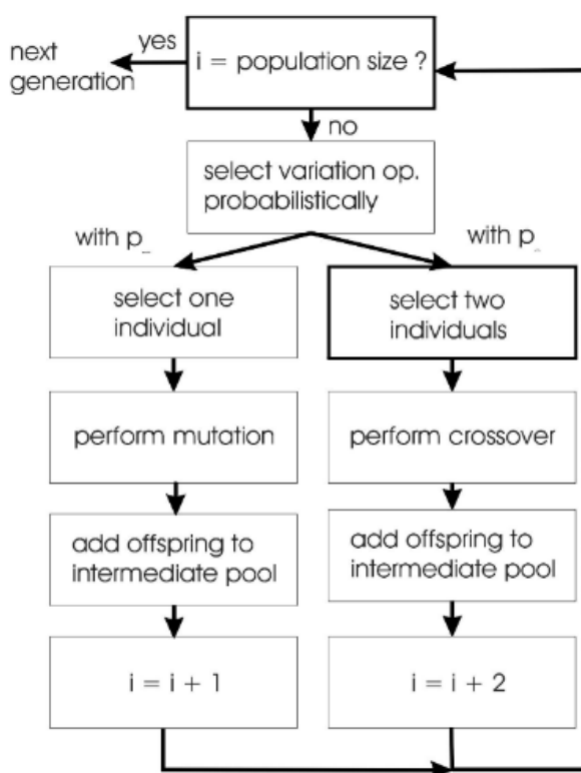 yes
next
generation
i = population size ?
no
select variation op.
probabilistically
with p
with p
select one
individual
select two
individuals
perform mutation
perform crossover
add offspring to
intermediate pool
add offspring to
intermediate pool
i = i + 1
i = i + 2